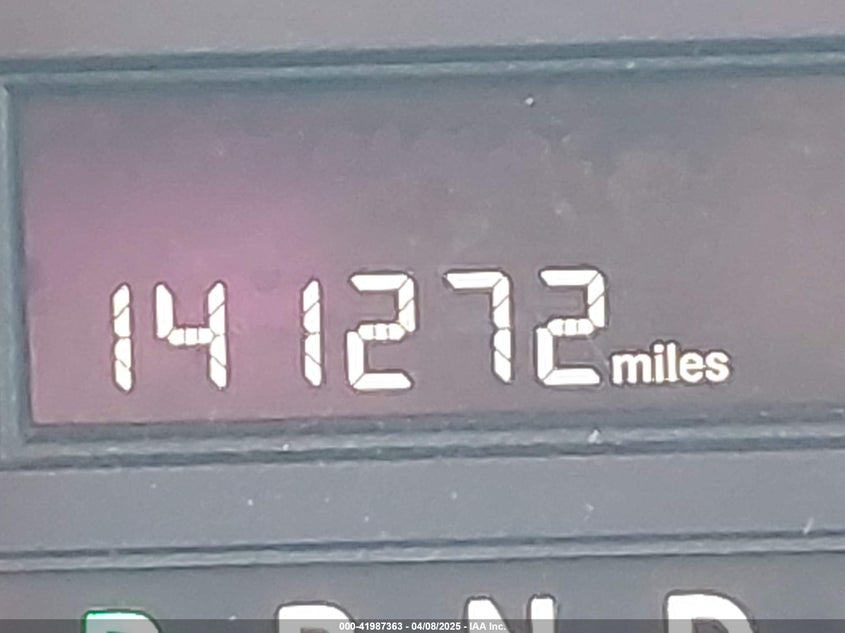 141272 miles
P R N D
000-41987363 - 04/08/2025 - IAA Inc.